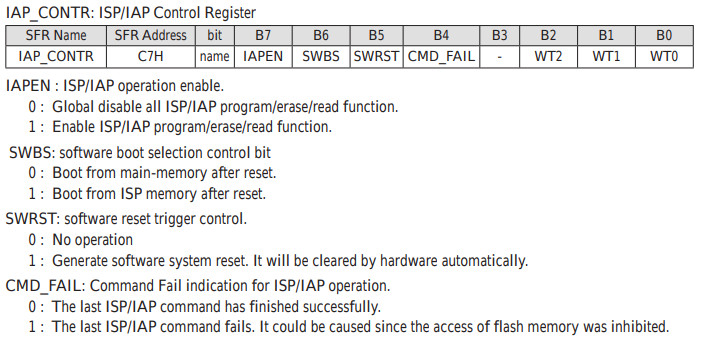 IAP_CONTR: ISP/IAP Control Register
SFR Name SFR Address bit B7 B6 B5 B4 B3 B2 B1 B0
IAP_CONTR C7H name IAPEN SWBS SWRST CMD_FAIL - WT2 WT1 WT0
IAPEN : ISP/IAP operation enable.
0 : Global disable all ISP/IAP program/erase/read function.
1 : Enable ISP/IAP program/erase/read function.
SWBS: software boot selection control bit
0 : Boot from main-memory after reset.
1 : Boot from ISP memory after reset.
SWRST: software reset trigger control.
0 : No operation
1 : Generate software system reset. It will be cleared by hardware automatically.
CMD_FAIL: Command Fail indication for ISP/IAP operation.
0 : The last ISP/IAP command has finished successfully.
1 : The last ISP/IAP command fails. It could be caused since the access of flash memory was inhibited.